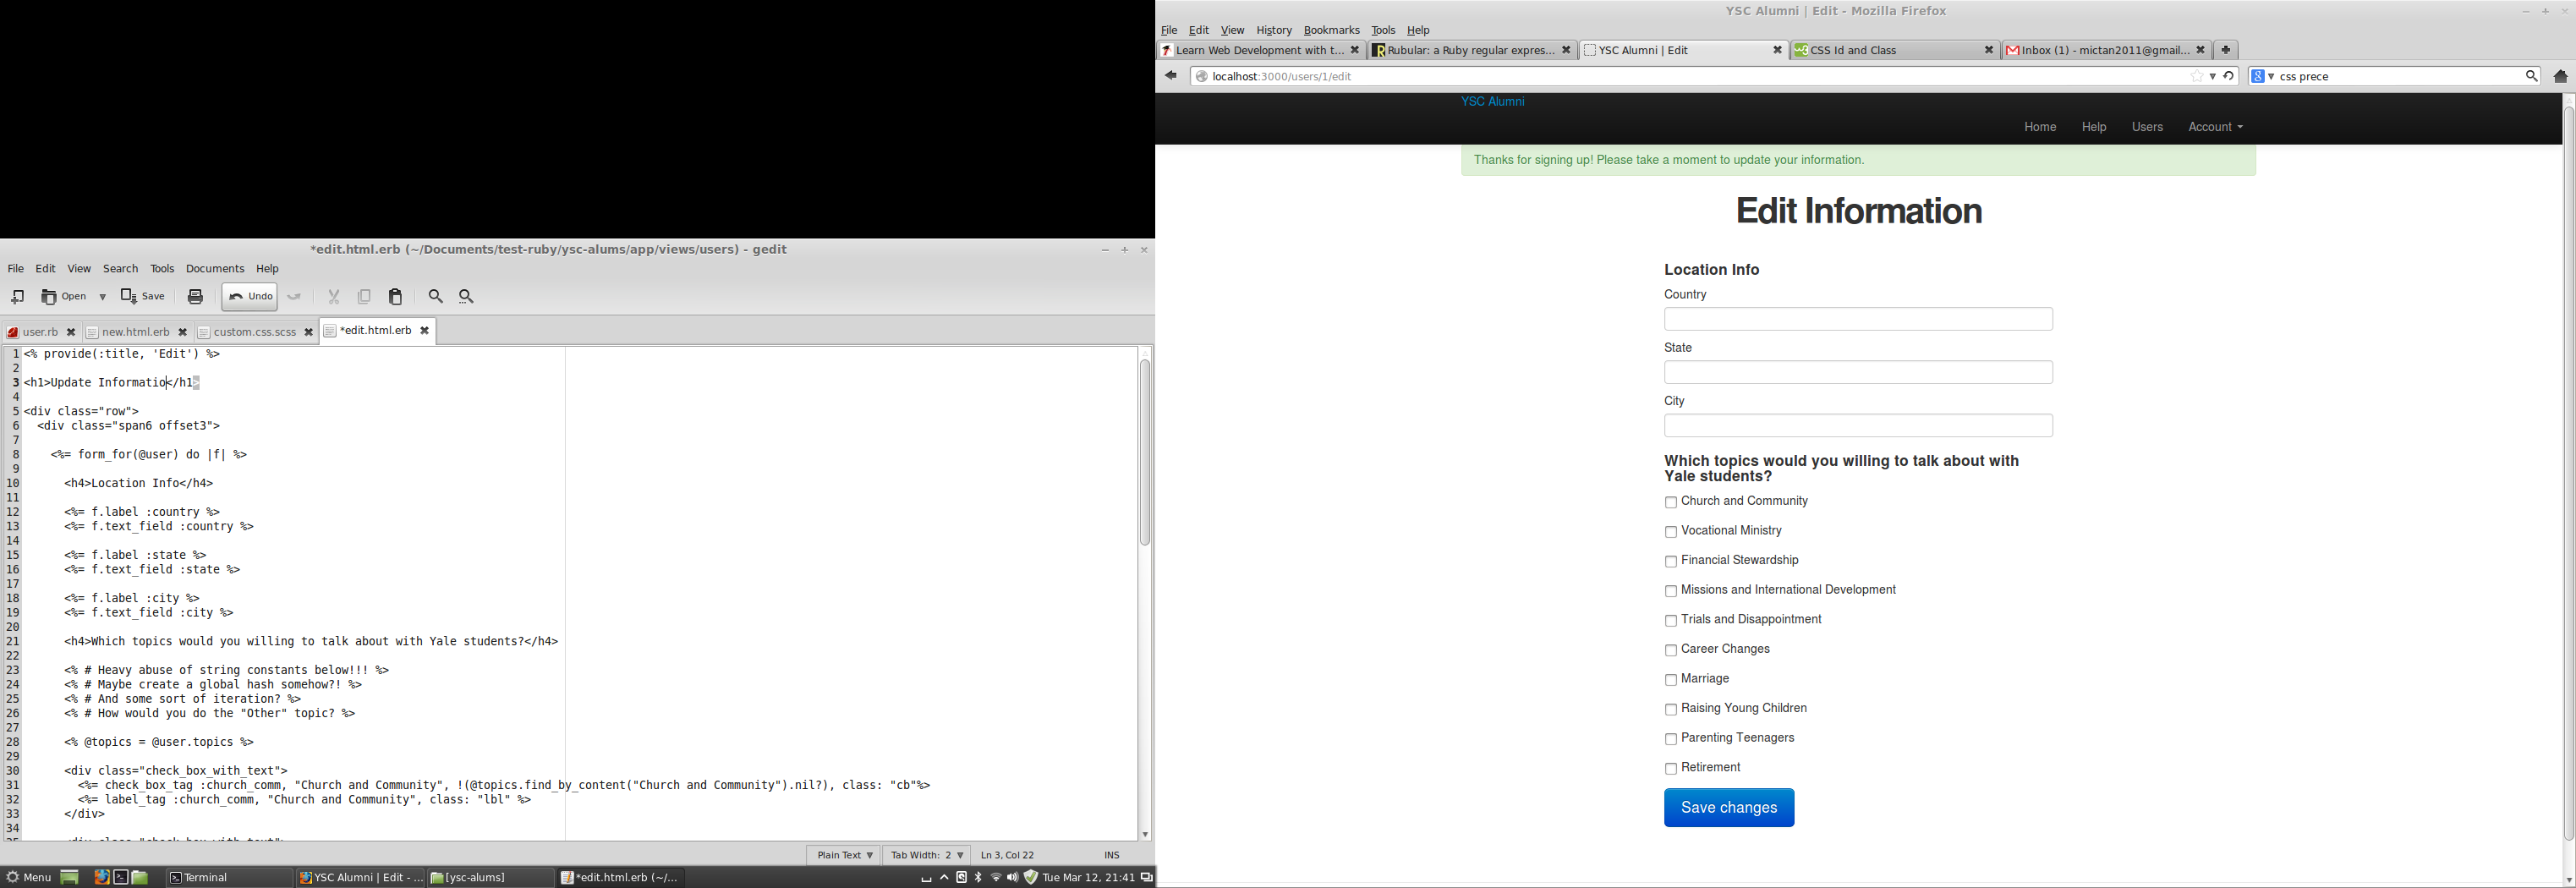 *edit.html.erb (~/Documents/test-ruby/ysc-alums/app/views/users) - gedit
File Edit View Search Tools Documents Help
Open Save Undo
user.rb new.html.erb custom.css.scss *edit.html.erb
1 <% provide(:title, 'Edit') %>
2
3 <h1>Update Informatio</h1>
4
5 <div class="row">
6 <div class="span6 offset3">
7
8 <%= form_for(@user) do |f| %>
9
10 <h4>Location Info</h4>
11
12 <%= f.label :country %>
13 <%= f.text_field :country %>
14
15 <%= f.label :state %>
16 <%= f.text_field :state %>
17
18 <%= f.label :city %>
19 <%= f.text_field :city %>
20
21 <h4>Which topics would you willing to talk about with Yale students?</h4>
22
23 <% # Heavy abuse of string constants below!!! %>
24 <% # Maybe create a global hash somehow?! %>
25 <% # And some sort of iteration? %>
26 <% # How would you do the "Other" topic? %>
27
28 <% @topics = @user.topics %>
29
30 <div class="check_box_with_text">
31 <%= check_box_tag :church_comm, "Church and Community", !(@topics.find_by_content("Church and Community").nil?), class: "cb"%>
32 <%= label_tag :church_comm, "Church and Community", class: "lbl" %>
33 </div>
34
Plain Text Tab Width: 2 Ln 3, Col 22 INS
Menu Terminal YSC Alumni | Edit - ... [ysc-alums] *edit.html.erb (~/... Tue Mar 12, 21:41
YSC Alumni | Edit - Mozilla Firefox
File Edit View History Bookmarks Tools Help
Learn Web Development with t... Rubular: a Ruby regular expres... YSC Alumni | Edit CSS Id and Class Inbox (1) - mictan2011@gmail...
localhost:3000/users/1/edit css prece
YSC Alumni
Home Help Users Account
Thanks for signing up! Please take a moment to update your information.
Edit Information
Location Info
Country
State
City
Which topics would you willing to talk about with
Yale students?
Church and Community
Vocational Ministry
Financial Stewardship
Missions and International Development
Trials and Disappointment
Career Changes
Marriage
Raising Young Children
Parenting Teenagers
Retirement
Save changes